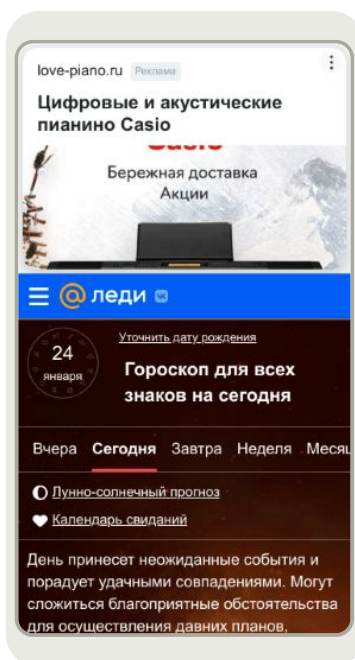 love-piano.ru Реклама
Цифровые и акустические
пианино Casio
Casio
Бережная доставка
Акции
@ леди
24
января
Уточнить дату рождения
Гороскоп для всех
знаков на сегодня
Вчера Сегодня Завтра Неделя Месяц
Лунно-солнечный прогноз
Календарь свиданий
День принесет неожиданные события и
порадует удачными совпадениями. Могут
сложиться благоприятные обстоятельства
для осуществления давних планов,